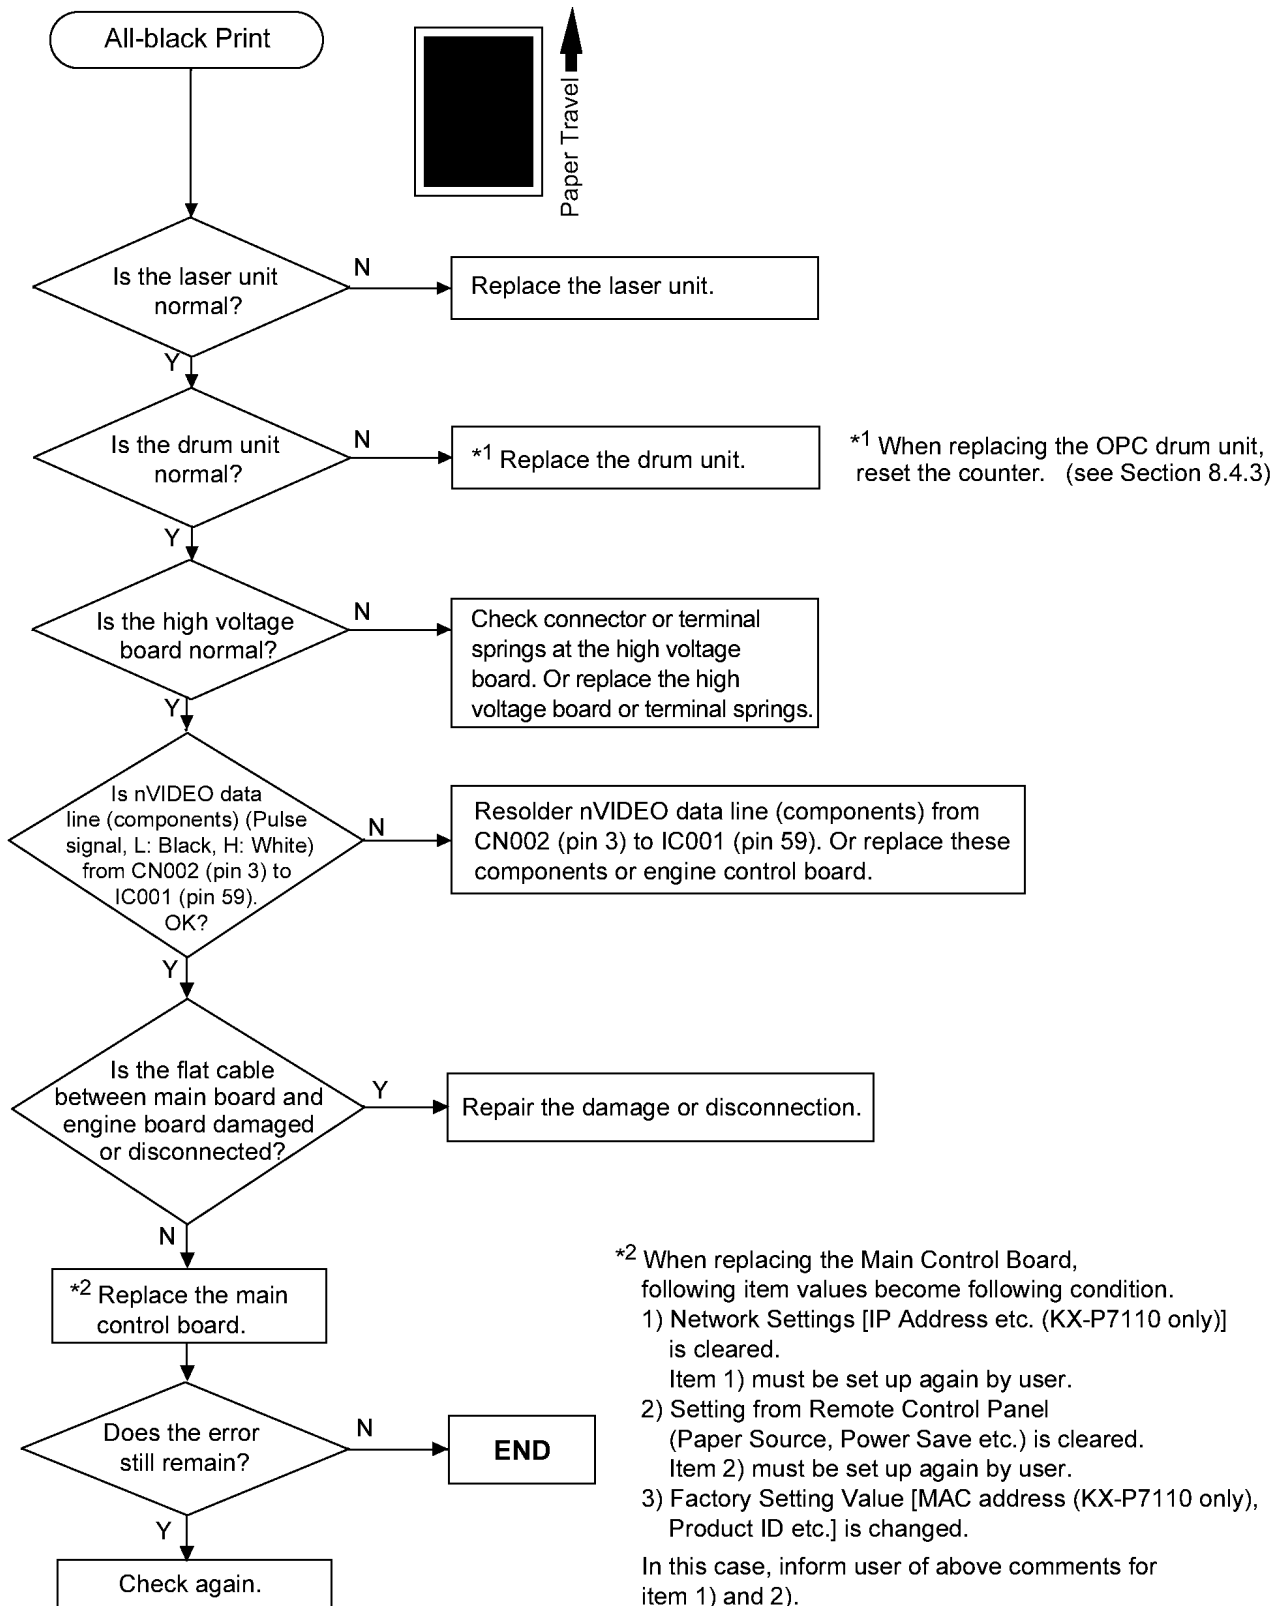 All-black Print
Paper Travel
Is the laser unit
normal?
N
Replace the laser unit.
Y
Is the drum unit
normal?
N
*1 Replace the drum unit.
*1 When replacing the OPC drum unit,
reset the counter. (see Section 8.4.3)
Y
Is the high voltage
board normal?
N
Check connector or terminal
springs at the high voltage
board. Or replace the high
voltage board or terminal springs.
Y
Is nVIDEO data
line (components) (Pulse
signal, L: Black, H: White)
from CN002 (pin 3) to
IC001 (pin 59).
OK?
N
Resolder nVIDEO data line (components) from
CN002 (pin 3) to IC001 (pin 59). Or replace these
components or engine control board.
Y
Is the flat cable
between main board and
engine board damaged
or disconnected?
Y
Repair the damage or disconnection.
N
*2 Replace the main
control board.
Does the error
still remain?
N
END
Y
Check again.
*2 When replacing the Main Control Board,
following item values become following condition.
1) Network Settings [IP Address etc. (KX-P7110 only)]
is cleared.
Item 1) must be set up again by user.
2) Setting from Remote Control Panel
(Paper Source, Power Save etc.) is cleared.
Item 2) must be set up again by user.
3) Factory Setting Value [MAC address (KX-P7110 only),
Product ID etc.] is changed.
In this case, inform user of above comments for
item 1) and 2).